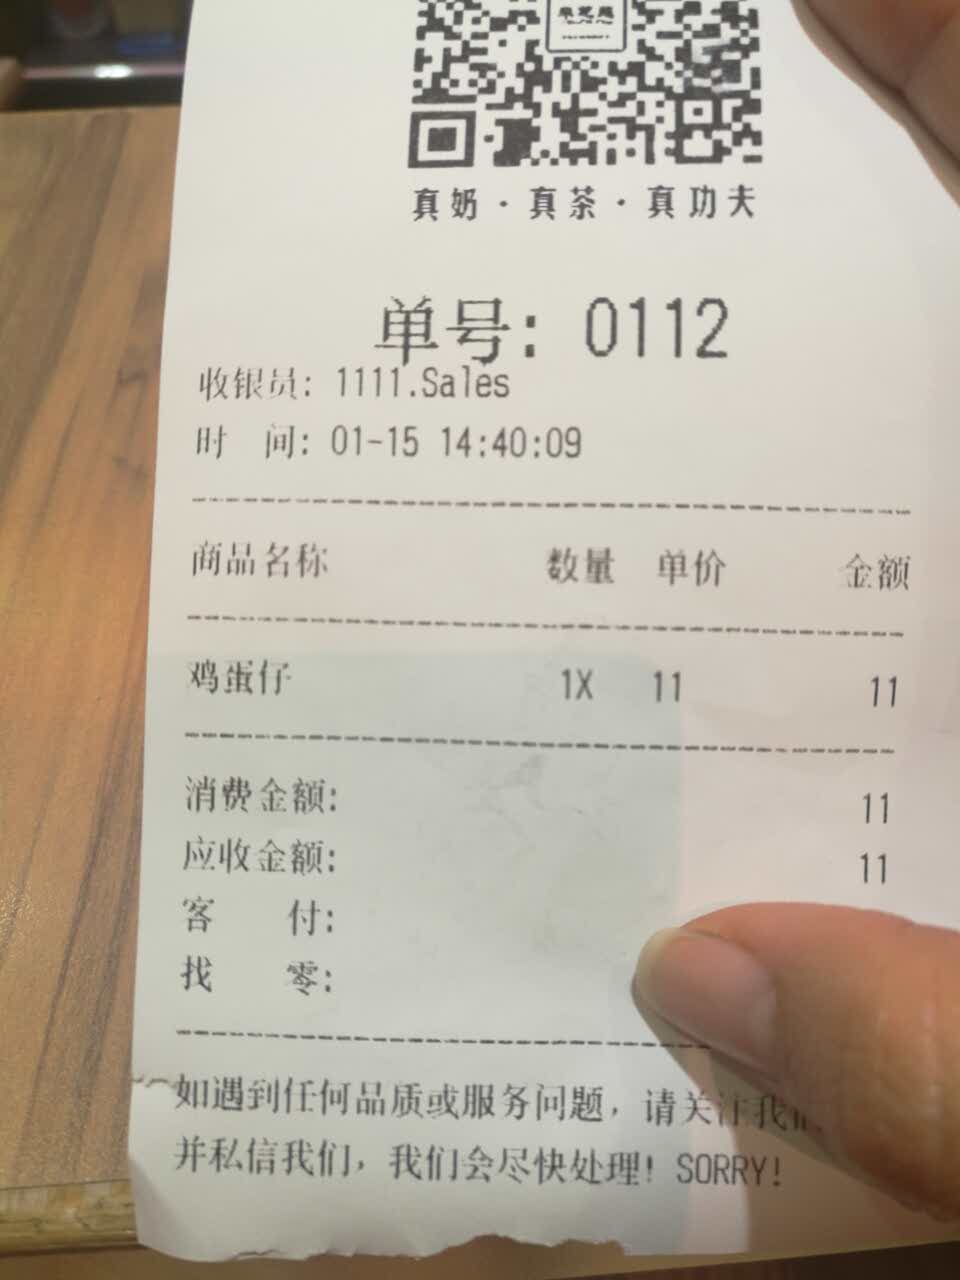 真奶·真茶·真功夫
单号: 0112
收银员: 1111.Sales
时 间: 01-15 14:40:09
商品名称 数量 单价 金额
鸡蛋仔 1X 11 11
消费金额: 11
应收金额: 11
客 付:
找 零:
如遇到任何品质或服务问题，请关注我们
并私信我们，我们会尽快处理! SORRY!